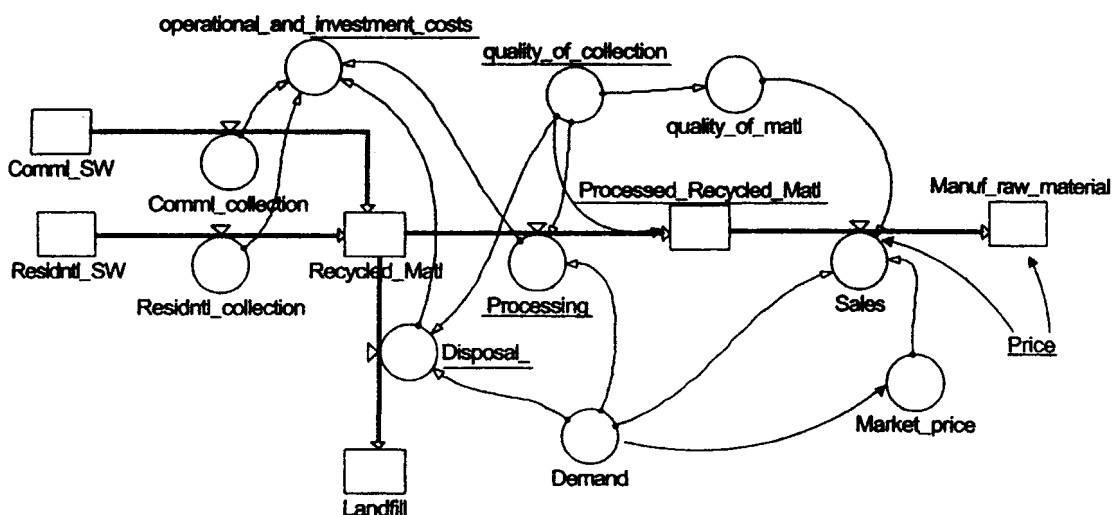 operational_and_investment_costs
quality_of_collection
quality_of_matl
Comml_SW
Comml_collection
Processed_Recycled_Matl
Manuf_raw_material
Residntl_SW
Residntl_collection
Recycled_Matl
Processing
Sales
Disposal_
Price
Market_price
Demand
Landfill